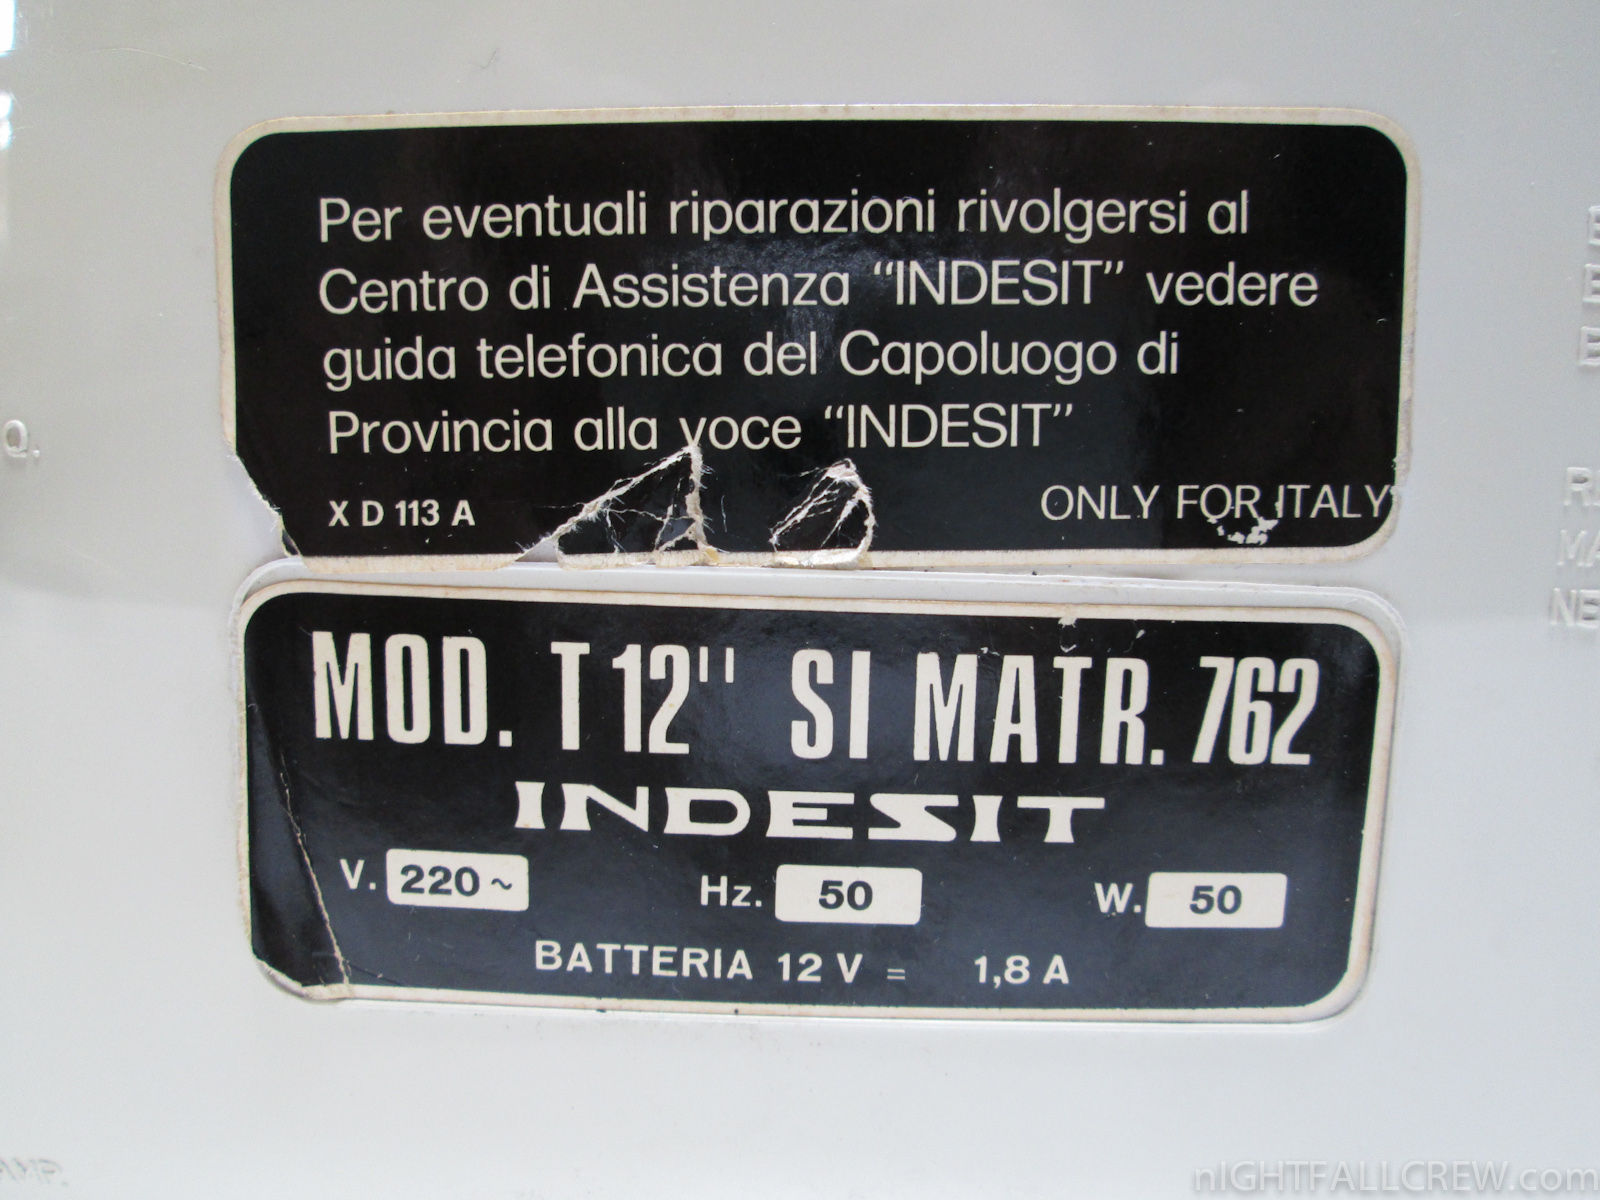 Per eventuali riparazioni rivolgersi al
Centro di Assistenza “INDESIT” vedere
guida telefonica del Capoluogo di
Provincia alla voce “INDESIT”
X D 113 A
ONLY FOR ITALY
MOD. T 12" SI MATR. 762
INDESIT
V. 220 ~ Hz. 50 W. 50
BATTERIA 12 V = 1,8 A
Q.
nIGHTFALLCREW.com